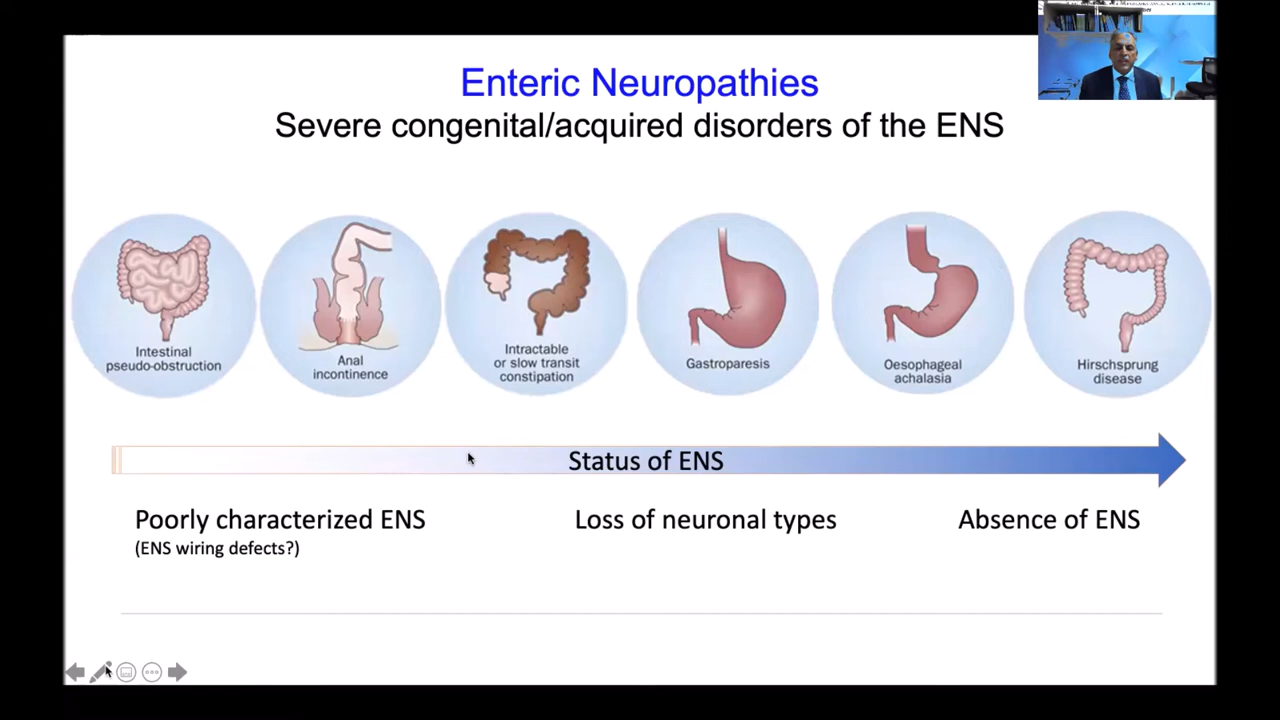 Enteric Neuropathies
Severe congenital/acquired disorders of the ENS
Intestinal
pseudo-obstruction
Anal
incontinence
Intractable
or slow transit
constipation
Gastroparesis
Oesophageal
achalasia
Hirschsprung
disease
Status of ENS
Poorly characterized ENS
(ENS wiring defects?)
Loss of neuronal types
Absence of ENS